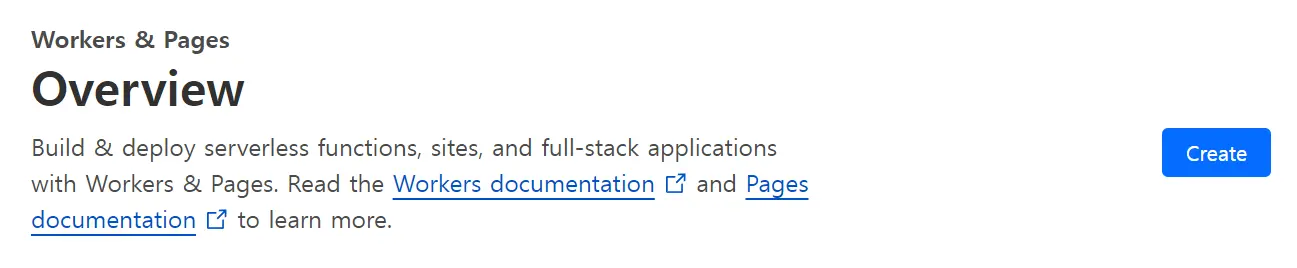 Workers & Pages
Overview
Build & deploy serverless functions, sites, and full-stack applications
with Workers & Pages. Read the Workers documentation and Pages
documentation to learn more.
Create